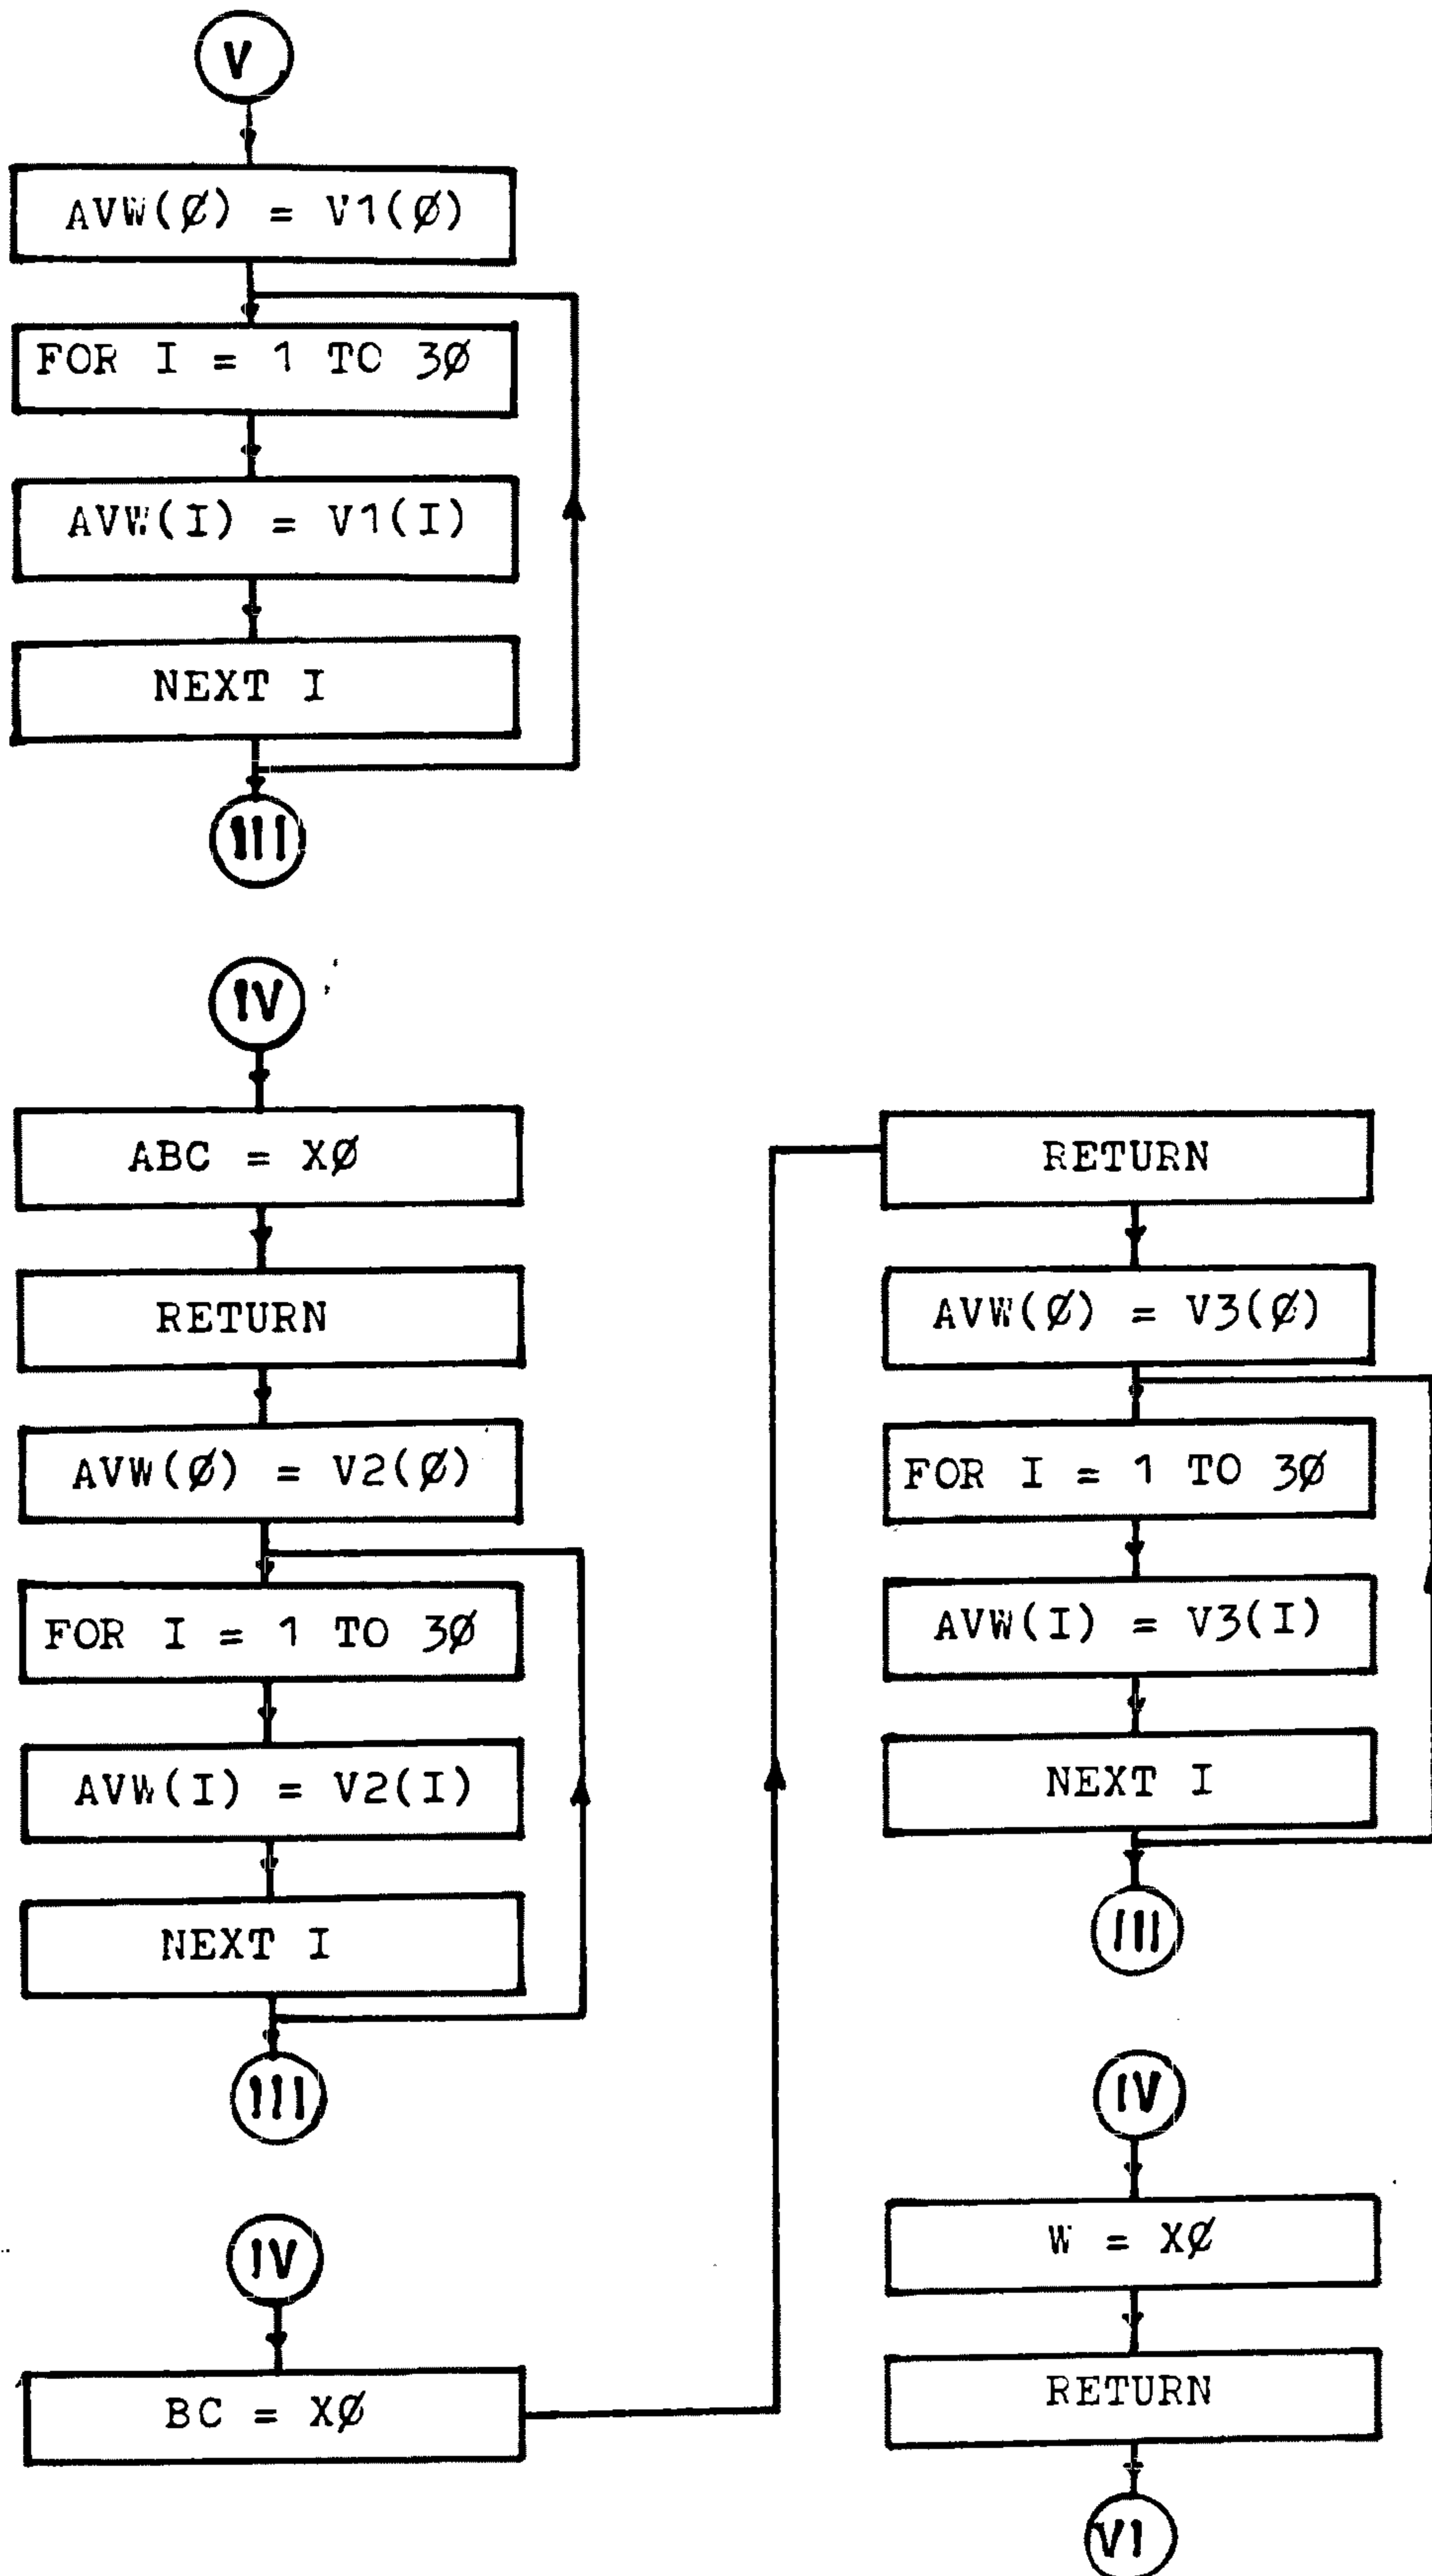 V
AVW(Ø) = V1(Ø)
FOR I = 1 TO 3Ø
AVW(I) = V1(I)
NEXT I
III
IV
ABC = XØ
RETURN
AVW(Ø) = V2(Ø)
FOR I = 1 TO 3Ø
AVW(I) = V2(I)
NEXT I
III
IV
BC = XØ
RETURN
AVW(Ø) = V3(Ø)
FOR I = 1 TO 3Ø
AVW(I) = V3(I)
NEXT I
III
IV
W = XØ
RETURN
VI